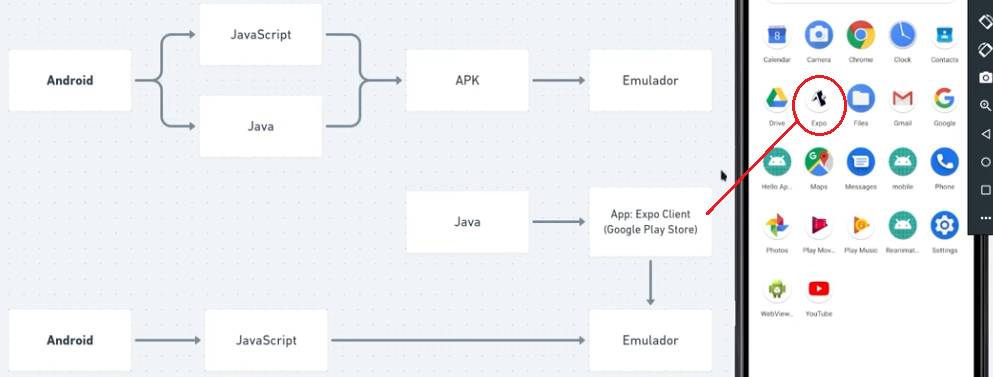 JavaScript
Android
APK
Emulador
Java
Java
App: Expo Client
(Google Play Store)
Android
JavaScript
Emulador
8
Calendar
Camera
Chrome
Clock
Contacts
Drive
Expo
Files
Gmail
Google
Hello Ap..
Maps
Messages
mobile
Phone
Photos
Play Mov..
Play Music
Reanimat..
Settings
WebView..
YouTube